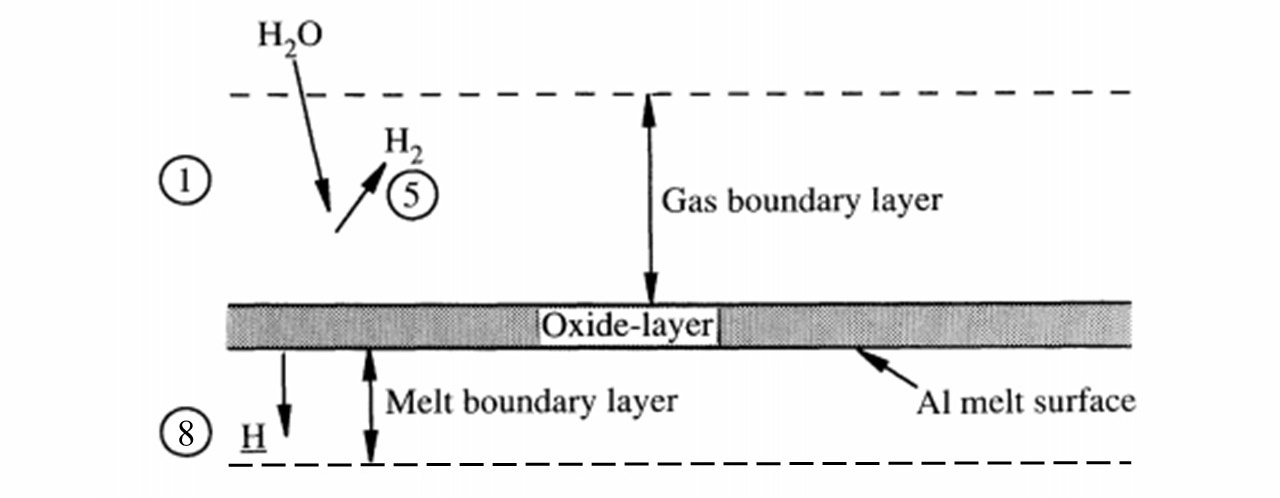 H₂O
H₂
①
⑤
Gas boundary layer
Oxide-layer
Melt boundary layer
Al melt surface
⑧
H